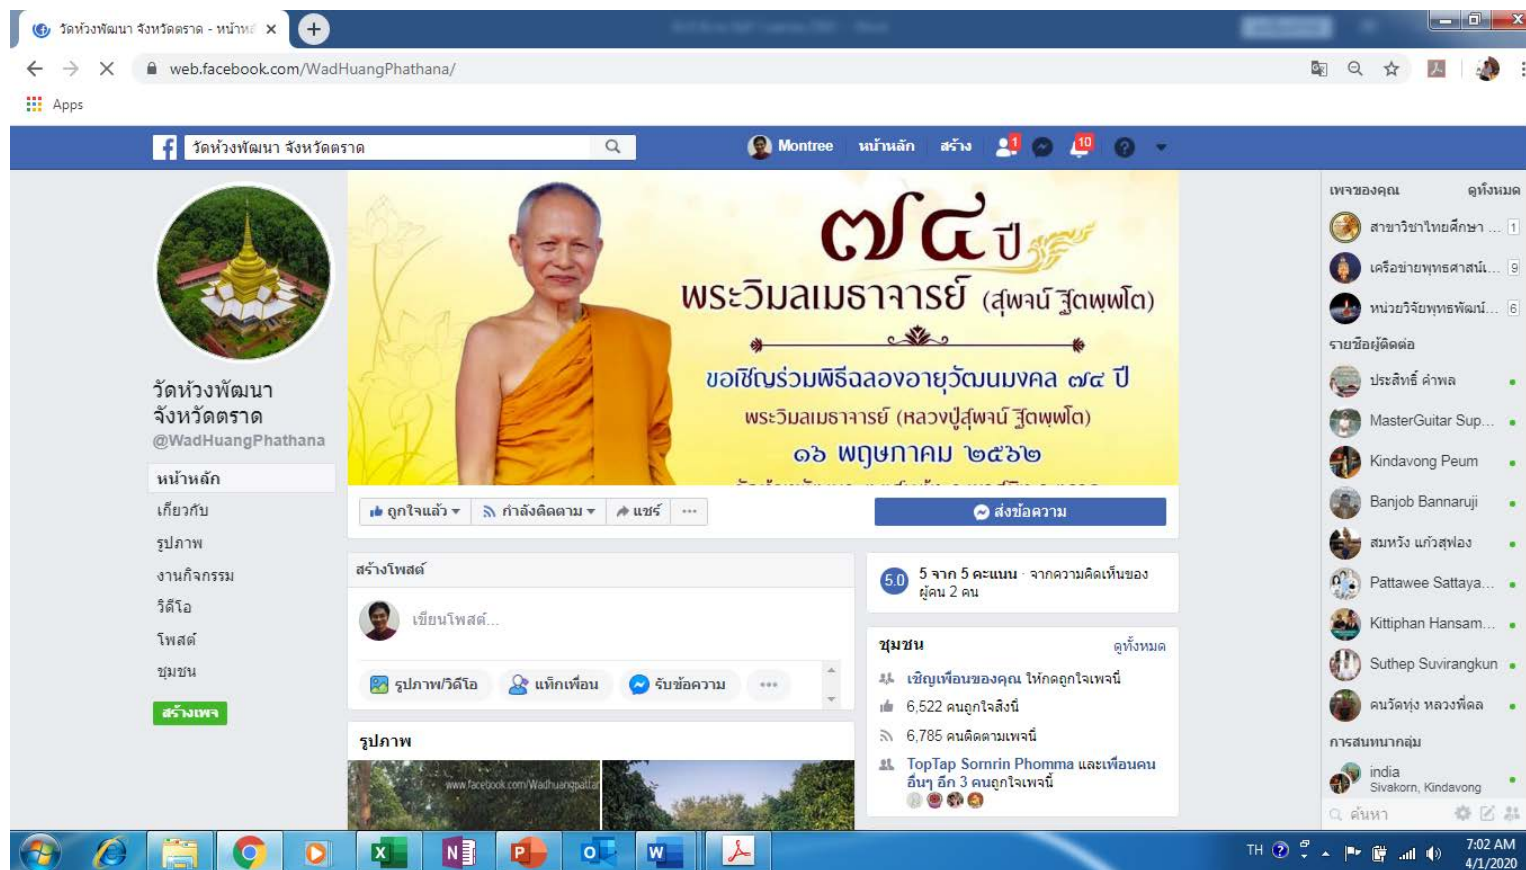 วัดห้วงพัฒนา จังหวัดตราด - หน้าหลั
web.facebook.com/WadHuangPhathana/
Apps
วัดห้วงพัฒนา จังหวัดตราด
Montree หน้าหลัก สร้าง 1 10
วัดห้วงพัฒนา
จังหวัดตราด
@WadHuangPhathana
หน้าหลัก
เกี่ยวกับ
รูปภาพ
งานกิจกรรม
วิดีโอ
โพสต์
ชุมชน
สร้างเพจ
๗๔ ปี
พระวิมลเมธาจารย์ (สุพจน์ ฐิตพฺพโต)
ขอเชิญร่วมพิธีฉลองอายุวัฒนมงคล ๗๔ ปี
พระวิมลเมธาจารย์ (หลวงปู่สุพจน์ ฐิตพฺพโต)
๑๖ พฤษภาคม ๒๕๖๒
ถูกใจแล้ว กำลังติดตาม แชร์ ...
ส่งข้อความ
สร้างโพสต์
เขียนโพสต์...
รูปภาพ/วิดีโอ แท็กเพื่อน รับข้อความ ...
รูปภาพ
5.0 5 จาก 5 คะแนน · จากความคิดเห็นของ
ผู้คน 2 คน
ชุมชน ดูทั้งหมด
เชิญเพื่อนของคุณ ให้กดถูกใจเพจนี้
6,522 คนถูกใจสิ่งนี้
6,785 คนติดตามเพจนี้
TopTap Somrin Phomma และเพื่อนคน
อื่นๆ อีก 3 คนถูกใจเพจนี้
เพจของคุณ ดูทั้งหมด
สาขาวิชาไทยศึกษา ... 1
เครือข่ายพุทธศาสน์เ... 9
หน่วยวิจัยพุทธพัฒน์... 6
รายชื่อผู้ติดต่อ
ประสิทธิ์ คำพล
MasterGuitar Sup...
Kindavong Peum
Banjob Bannaruji
สมหวัง แก้วสุฟอง
Pattawee Sattaya...
Kittiphan Hansam...
Suthep Suvirangkun
คนวัดทุ่ง หลวงพี่ดล
การสนทนากลุ่ม
india
Sivakorn, Kindavong
ค้นหา
TH 7:02 AM
4/1/2020